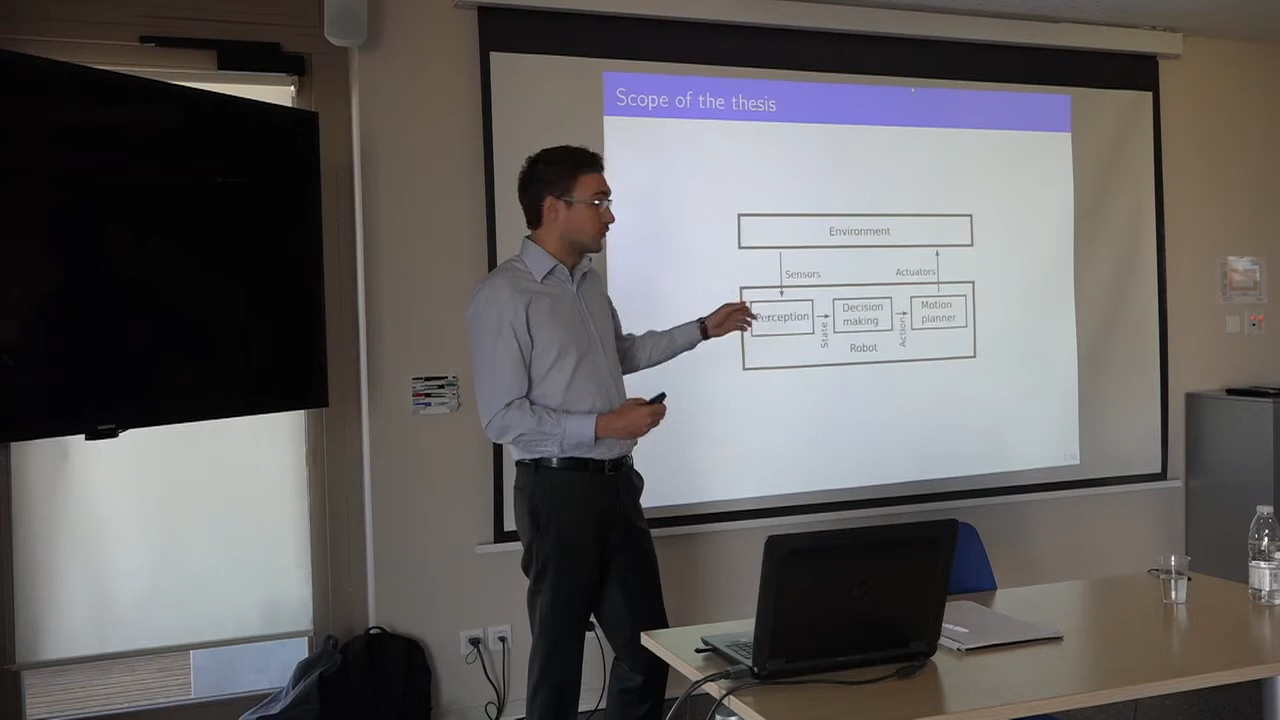 Scope of the thesis
Environment
Sensors
Actuators
Perception
State
Decision
making
Action
Motion
planner
Robot